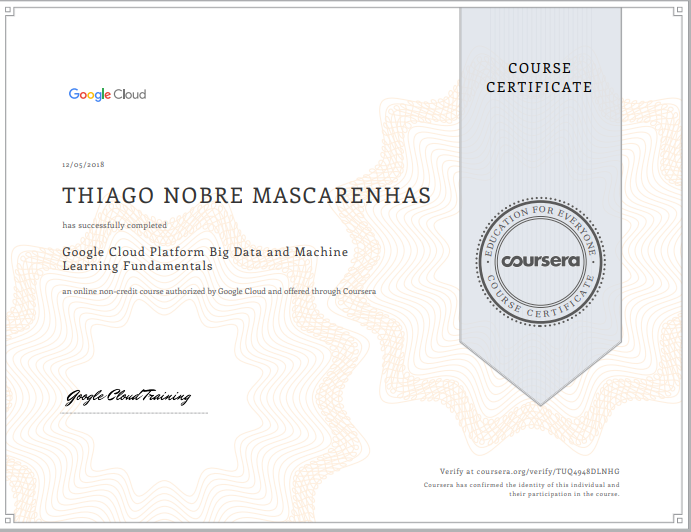 COURSE
CERTIFICATE
Google Cloud
12/05/2018
THIAGO NOBRE MASCARENHAS
has successfully completed
Google Cloud Platform Big Data and Machine
Learning Fundamentals
an online non-credit course authorized by Google Cloud and offered through Coursera
EDUCATION FOR EVERYONE
coursera
COURSE CERTIFICATE
Google Cloud Training
Verify at coursera.org/verify/TUQ4948DLNHG
Coursera has confirmed the identity of this individual and
their participation in the course.